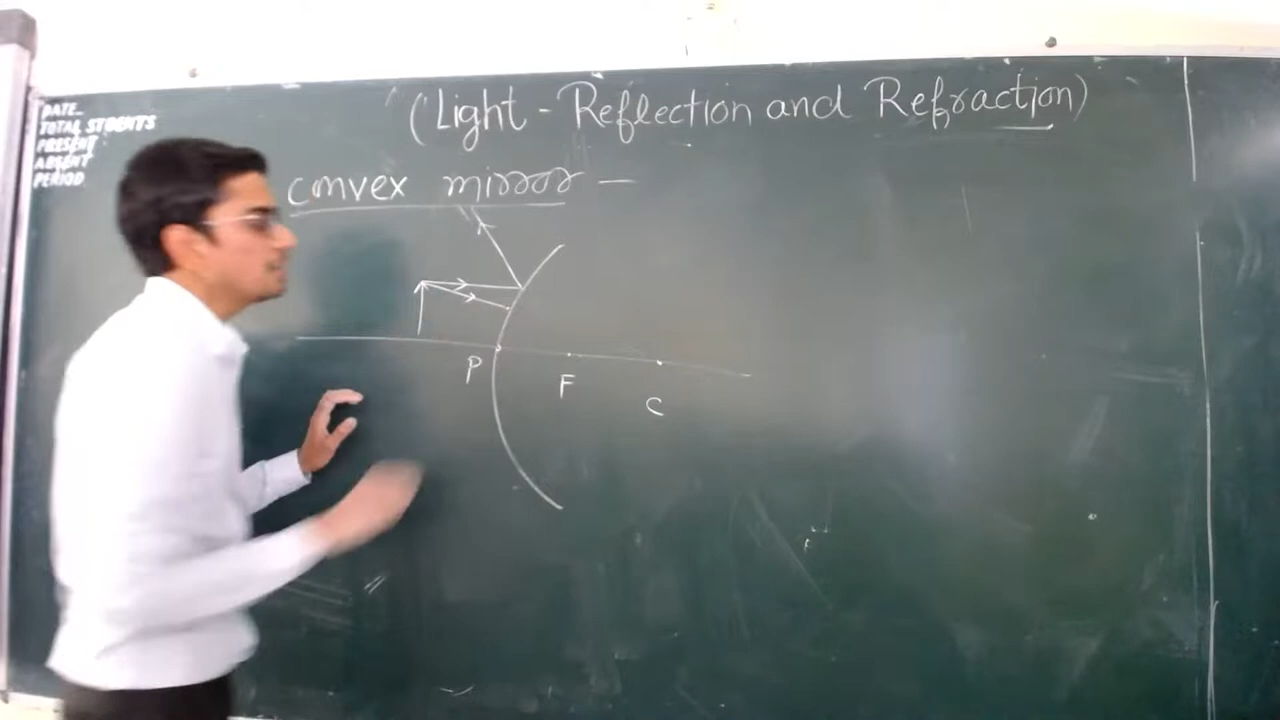 (Light - Reflection and Refraction)
DATE
TOTAL STUDENTS
PRESENT
ABSENT
PERIOD
convex mirror -
P
F
C